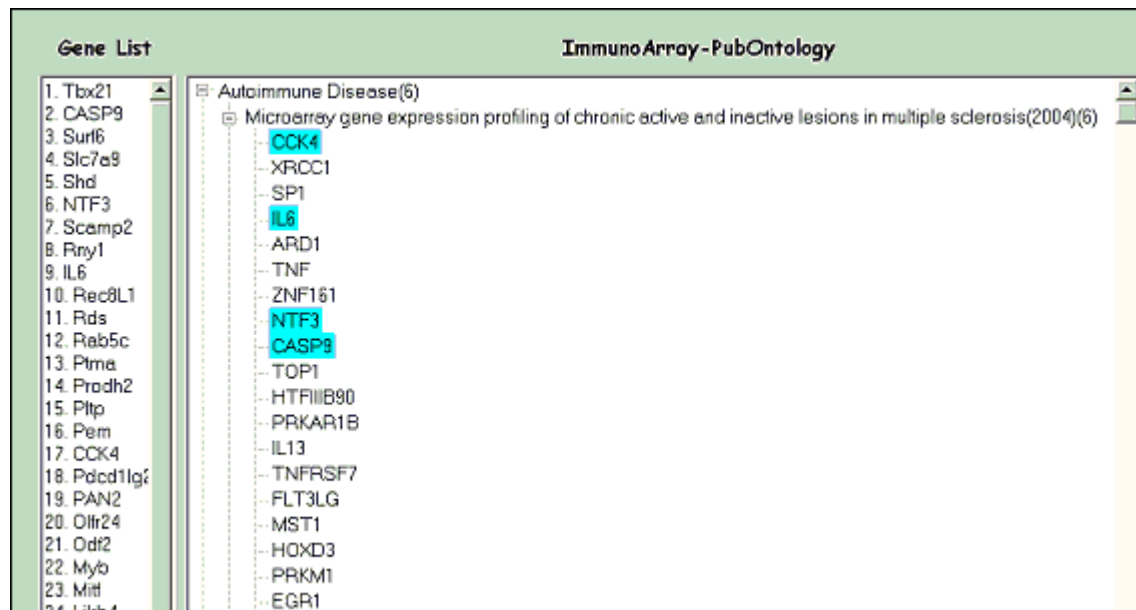 Gene List
1. Tbx21
2. CASP9
3. Surf6
4. Slc7a9
5. Shd
6. NTF3
7. Scamp2
8. Rny1
9. IL6
10. Rec8L1
11. Rds
12. Rab5c
13. Ptma
14. Prodh2
15. Pltp
16. Pem
17. CCK4
18. Pdcd1lg2
19. PAN2
20. Olfr24
21. Odf2
22. Myb
23. Mitf
ImmunoArray-PubOntology
Autoimmune Disease(6)
Microarray gene expression profiling of chronic active and inactive lesions in multiple sclerosis(2004)(6)
CCK4
XRCC1
SP1
IL6
ARD1
TNF
ZNF161
NTF3
CASP9
TOP1
HTFIIIB90
PRKAR1B
IL13
TNFRSF7
FLT3LG
MST1
HOXD3
PRKM1
EGR1